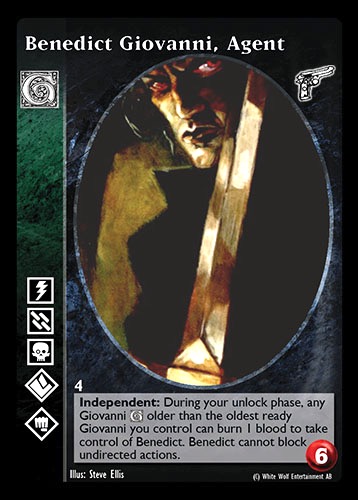 Benedict Giovanni, Agent
4
Independent: During your unlock phase, any
Giovanni older than the oldest ready
Giovanni you control can burn 1 blood to take
control of Benedict. Benedict cannot block
undirected actions.
6
Illus: Steve Ellis
(C) White Wolf Entertainment AB